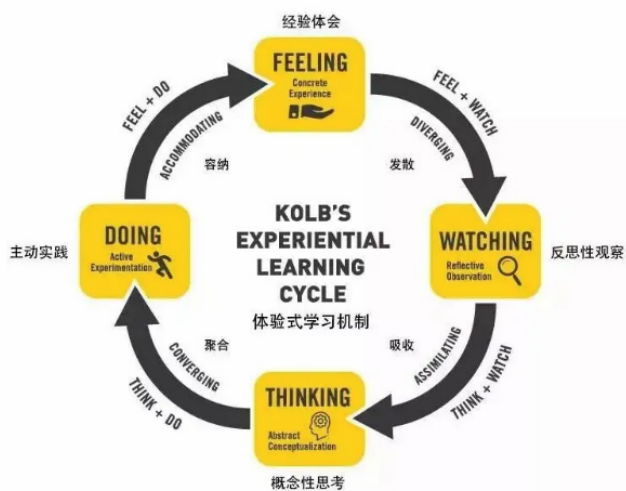 经验体会
FEELING
Concrete
Experience
FEEL + DO
ACCOMMODATING
容纳
FEEL + WATCH
DIVERGING
发散
主动实践
DOING
Active
Experimentation
KOLB'S
EXPERIENTIAL
LEARNING
CYCLE
体验式学习机制
WATCHING
Reflective
Observation
反思性观察
聚合
CONVERGING
THINK + DO
吸收
ASSIMILATING
THINK + WATCH
THINKING
Abstract
Conceptualization
概念性思考